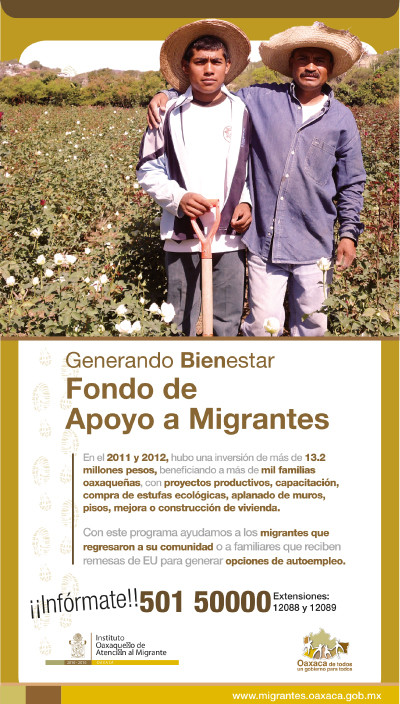 Generando Bienestar
Fondo de
Apoyo a Migrantes
En el 2011 y 2012, hubo una inversión de más de 13.2
millones pesos, beneficiando a más de mil familias
oaxaqueñas, con proyectos productivos, capacitación,
compra de estufas ecológicas, aplanado de muros,
pisos, mejora o construcción de vivienda.
Con este programa ayudamos a los migrantes que
regresaron a su comunidad o a familiares que reciben
remesas de EU para generar opciones de autoempleo.
¡¡Infórmate!! 501 50000 Extensiones:
12088 y 12089
Instituto
Oaxaqueño de
Atención al Migrante
Oaxaca de todos
un gobierno para todos
www.migrantes.oaxaca.gob.mx